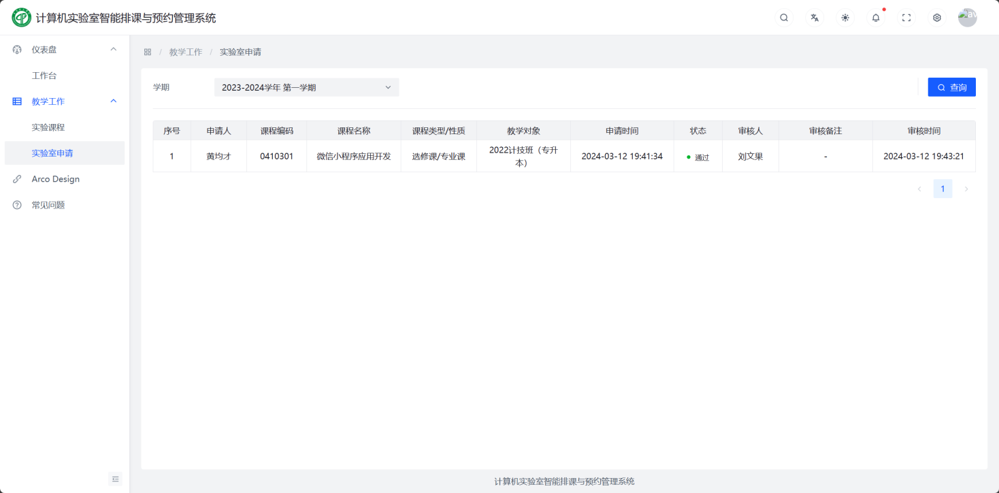 计算机实验室智能排课与预约管理系统
仪表盘
工作台
教学工作
实验课程
实验室申请
Arco Design
常见问题
/ 教学工作 / 实验室申请
学期 2023-2024学年 第一学期 查询
序号 申请人 课程编码 课程名称 课程类型/性质 教学对象 申请时间 状态 审核人 审核备注 审核时间
1 黄均才 0410301 微信小程序应用开发 选修课/专业课 2022计技班（专升本） 2024-03-12 19:41:34 通过 刘文果 - 2024-03-12 19:43:21
1
计算机实验室智能排课与预约管理系统